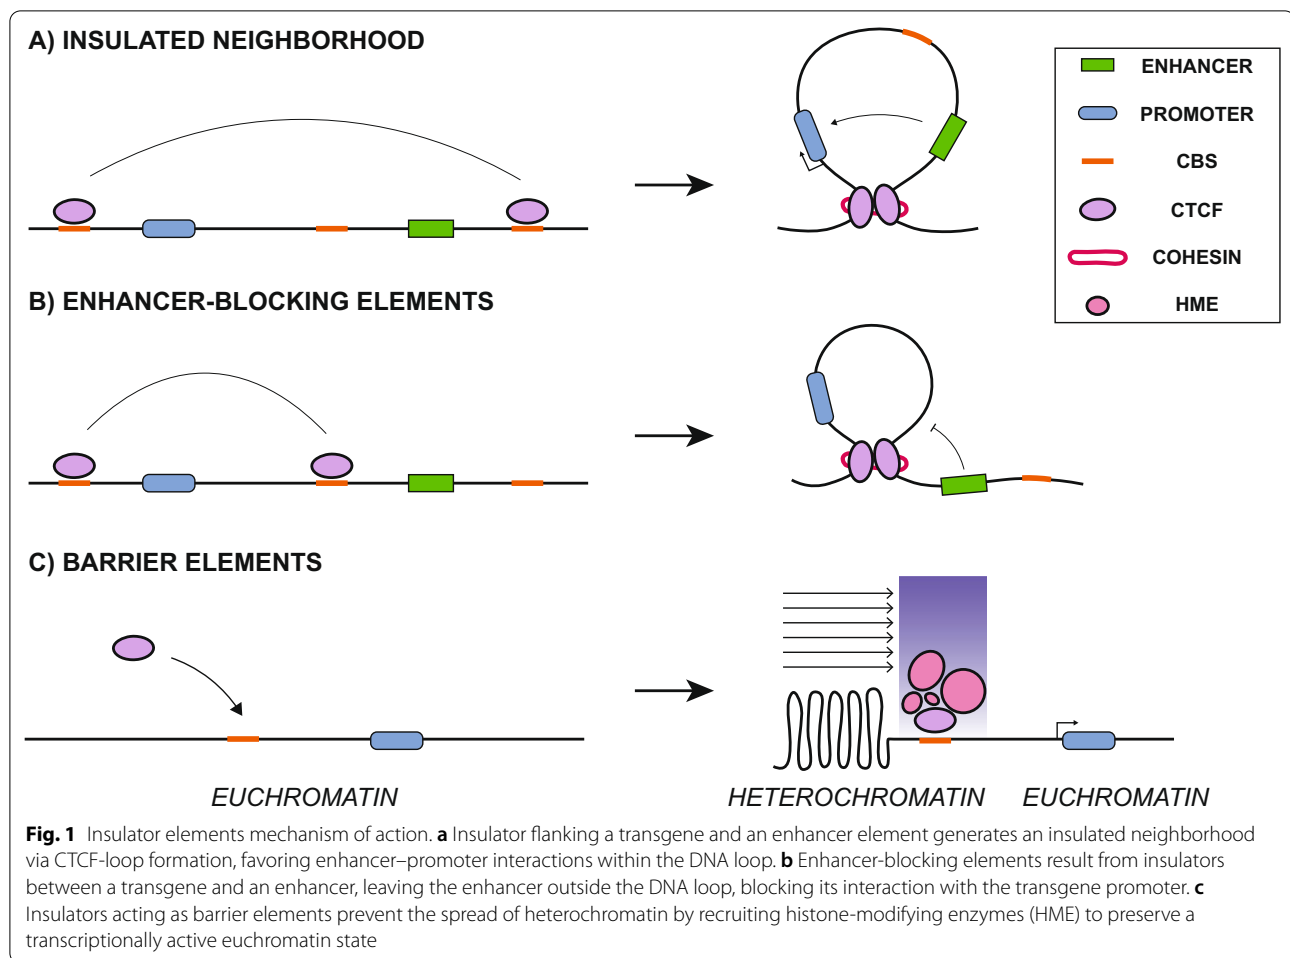 A) INSULATED NEIGHBORHOOD
ENHANCER
PROMOTER
CBS
CTCF
COHESIN
HME
B) ENHANCER-BLOCKING ELEMENTS
C) BARRIER ELEMENTS
EUCHROMATIN
HETEROCHROMATIN
EUCHROMATIN
Fig. 1 Insulator elements mechanism of action. a Insulator flanking a transgene and an enhancer element generates an insulated neighborhood
via CTCF-loop formation, favoring enhancer–promoter interactions within the DNA loop. b Enhancer-blocking elements result from insulators
between a transgene and an enhancer, leaving the enhancer outside the DNA loop, blocking its interaction with the transgene promoter. c
Insulators acting as barrier elements prevent the spread of heterochromatin by recruiting histone-modifying enzymes (HME) to preserve a
transcriptionally active euchromatin state